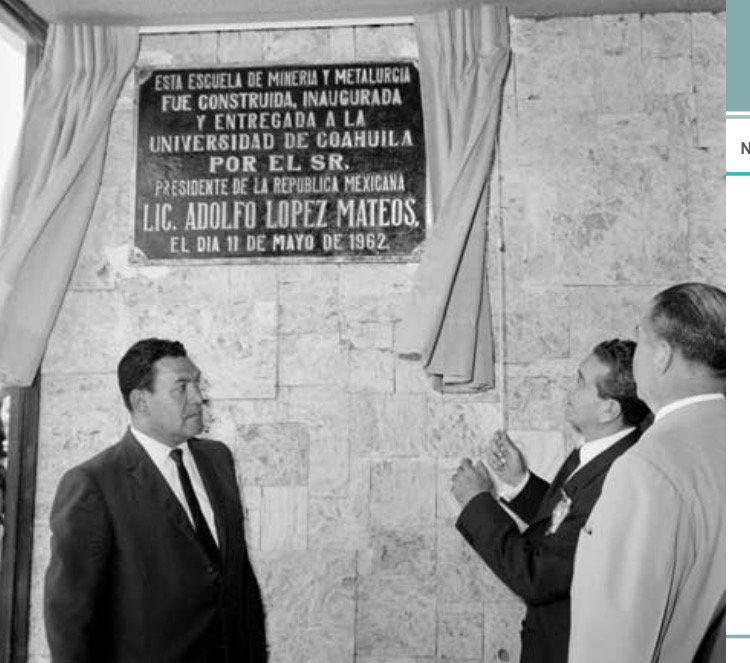 ESTA ESCUELA DE MINERIA Y METALURGIA
FUE CONSTRUIDA, INAUGURADA
Y ENTREGADA A LA
UNIVERSIDAD DE COAHUILA
POR EL SR.
PRESIDENTE DE LA REPUBLICA MEXICANA
LIC. ADOLFO LOPEZ MATEOS,
EL DIA 11 DE MAYO DE 1962.
N